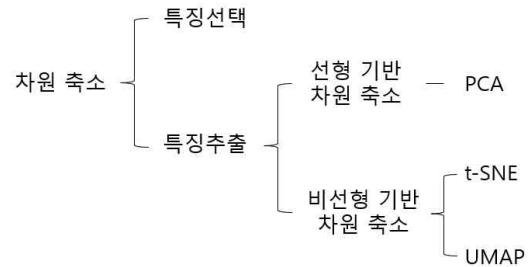 차원 축소
특징선택
특징추출
선형 기반
차원 축소
PCA
비선형 기반
차원 축소
t-SNE
UMAP